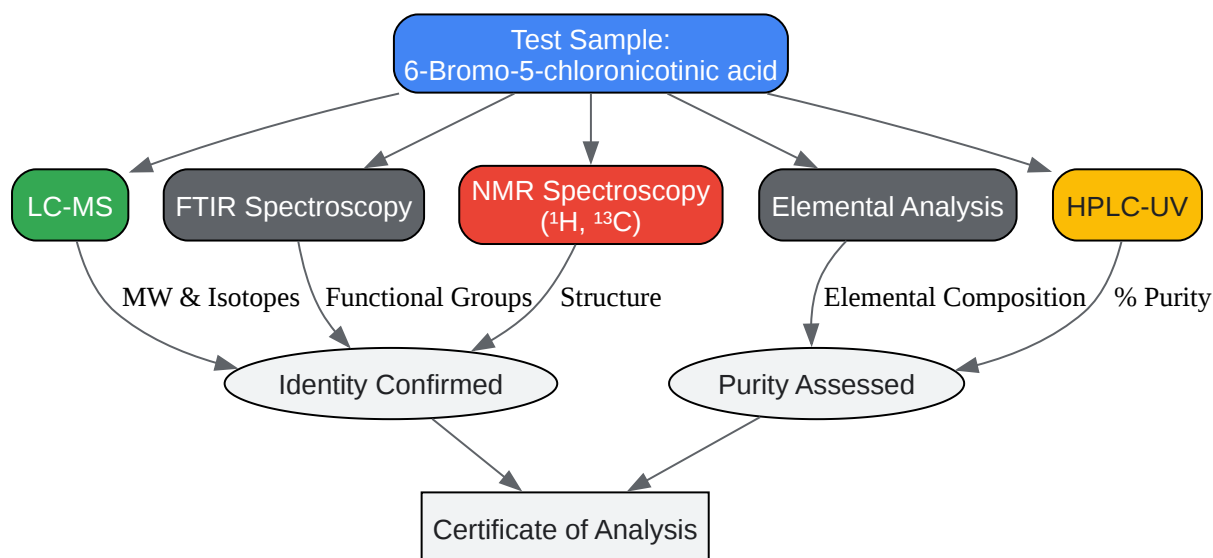 Test Sample:
6-Bromo-5-chloronicotinic acid
LC-MS
FTIR Spectroscopy
NMR Spectroscopy
(¹H, ¹³C)
Elemental Analysis
HPLC-UV
MW & Isotopes
Functional Groups
Structure
Elemental Composition
% Purity
Identity Confirmed
Purity Assessed
Certificate of Analysis